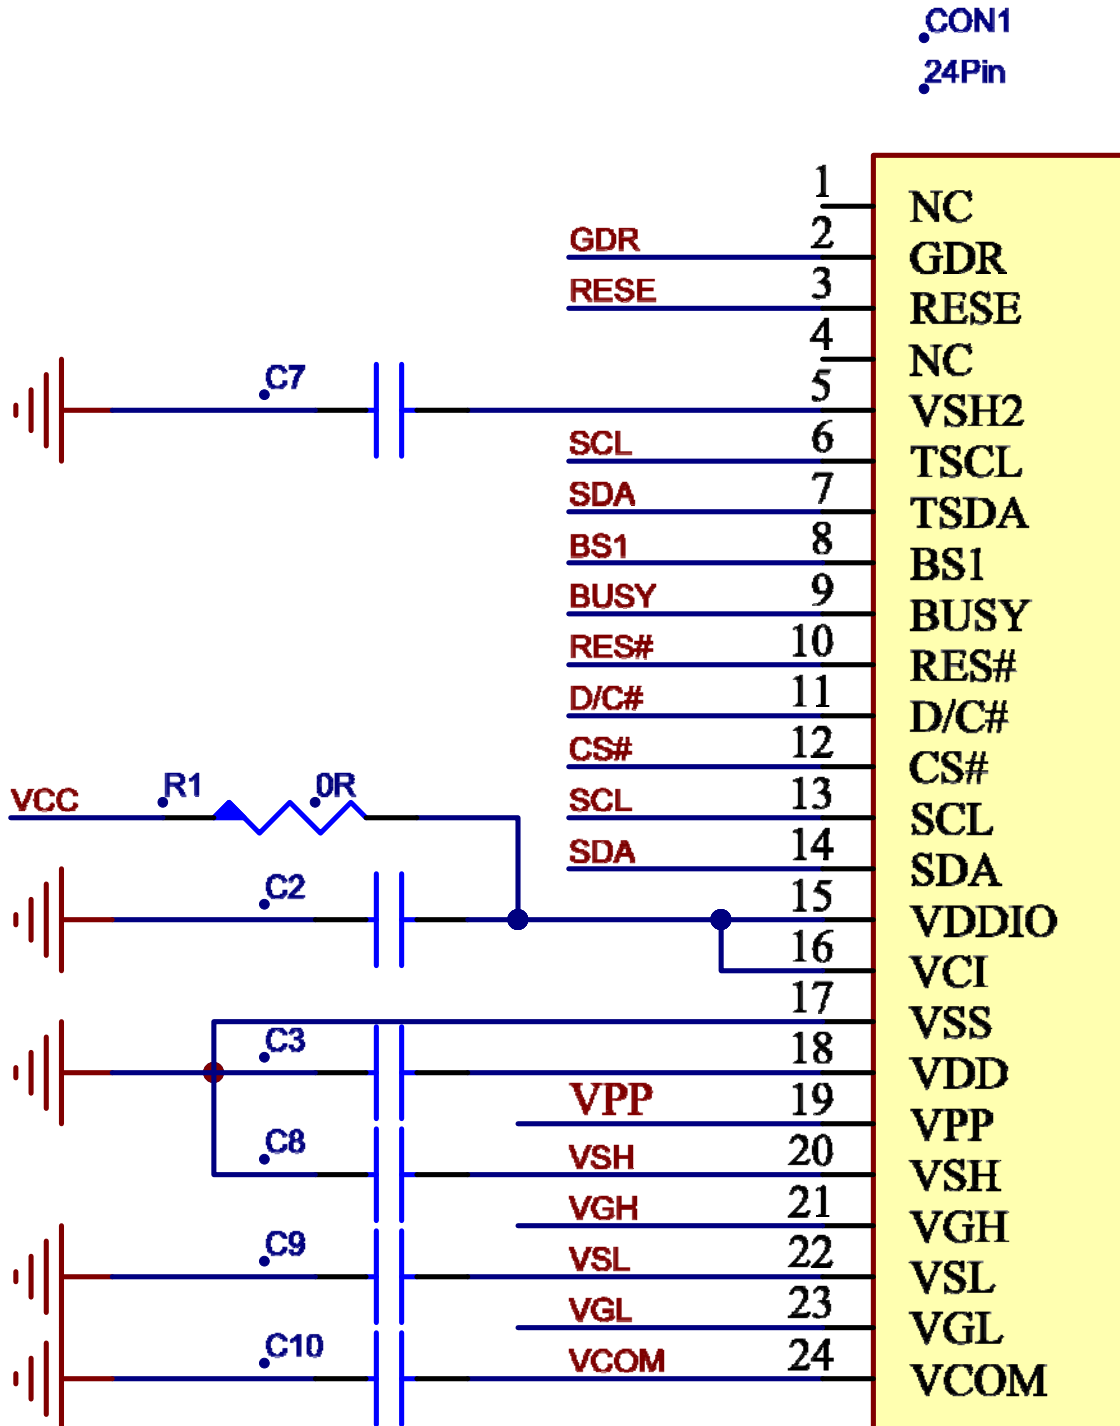 CON1
24Pin
1 NC
GDR 2 GDR
RESE 3 RESE
4 NC
C7 5 VSH2
SCL 6 TSCL
SDA 7 TSDA
BS1 8 BS1
BUSY 9 BUSY
RES# 10 RES#
D/C# 11 D/C#
CS# 12 CS#
VCC R1 0R SCL 13 SCL
SDA 14 SDA
C2 15 VDDIO
16 VCI
17 VSS
C3 18 VDD
VPP 19 VPP
C8 VSH 20 VSH
VGH 21 VGH
C9 VSL 22 VSL
VGL 23 VGL
C10 VCOM 24 VCOM